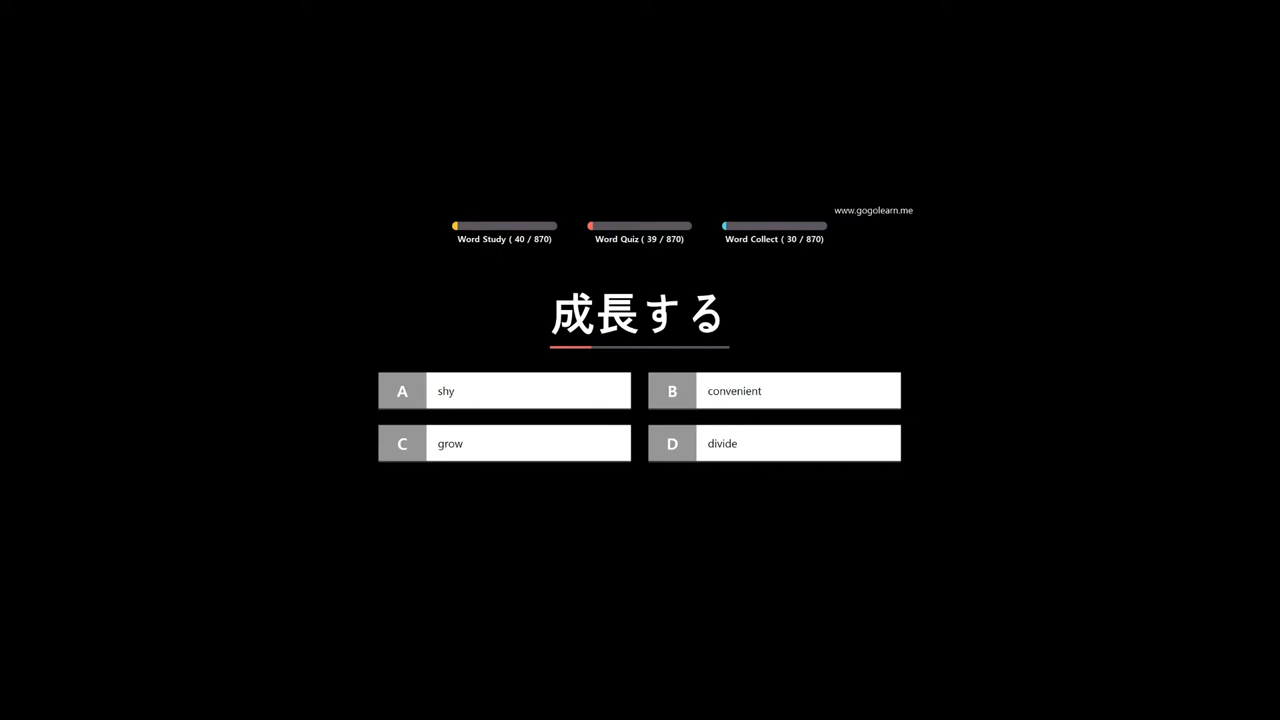 www.gogolearn.me
Word Study ( 40 / 870)
Word Quiz ( 39 / 870)
Word Collect ( 30 / 870)
成長する
A shy
B convenient
C grow
D divide